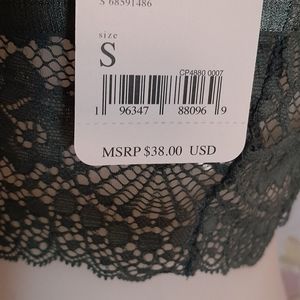 S 68591486
size
S
CP4880 0007
1 96347 88096 9
MSRP $38.00 USD